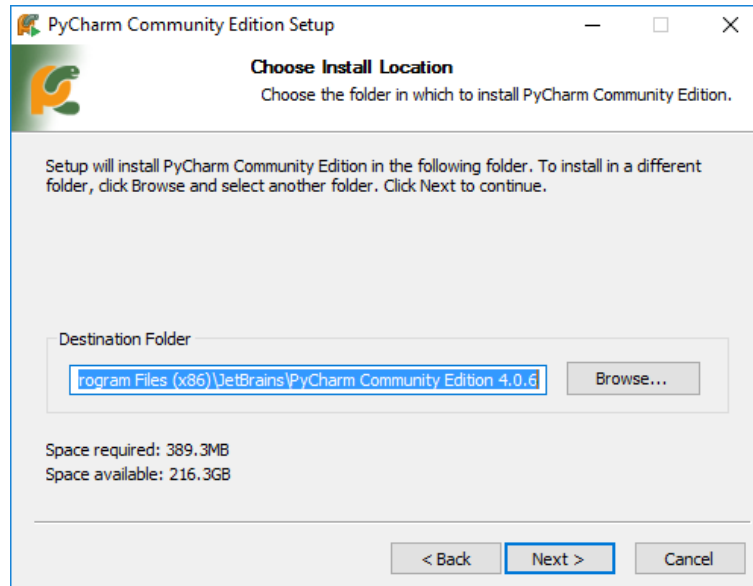 PyCharm Community Edition Setup
Choose Install Location
Choose the folder in which to install PyCharm Community Edition.
Setup will install PyCharm Community Edition in the following folder. To install in a different
folder, click Browse and select another folder. Click Next to continue.
Destination Folder
rogram Files (x86)\JetBrains\PyCharm Community Edition 4.0.6
Browse...
Space required: 389.3MB
Space available: 216.3GB
< Back
Next >
Cancel